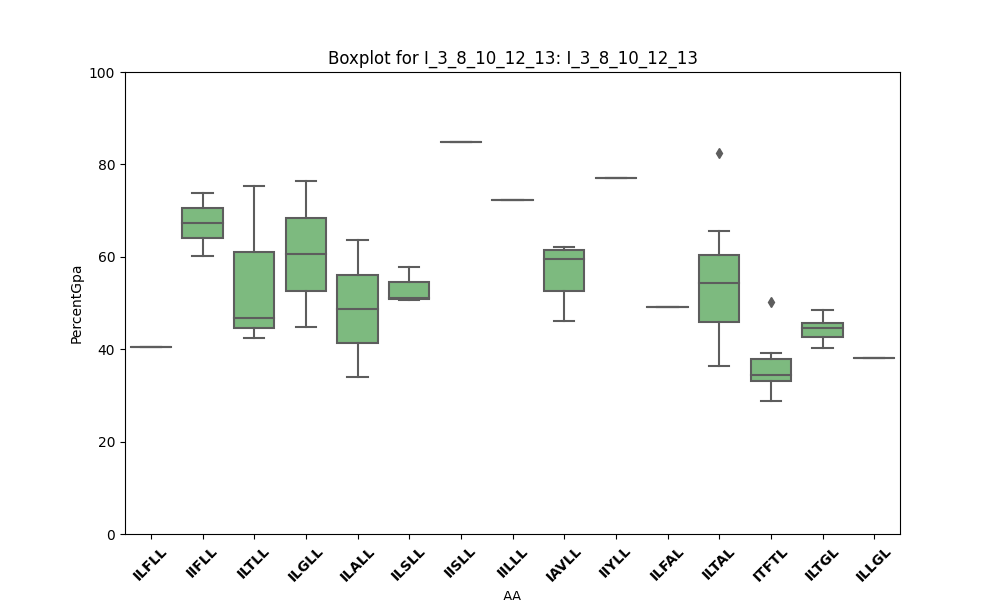 Boxplot for I_3_8_10_12_13: I_3_8_10_12_13
100
80
60
40
20
0
PercentGpa
ILFLL IIFLL ILTLL ILGLL ILALL ILSLL IISLL IILLL IAVLL IIYLL ILFAL ILTAL ITFTL ILTGL ILLGL
AA